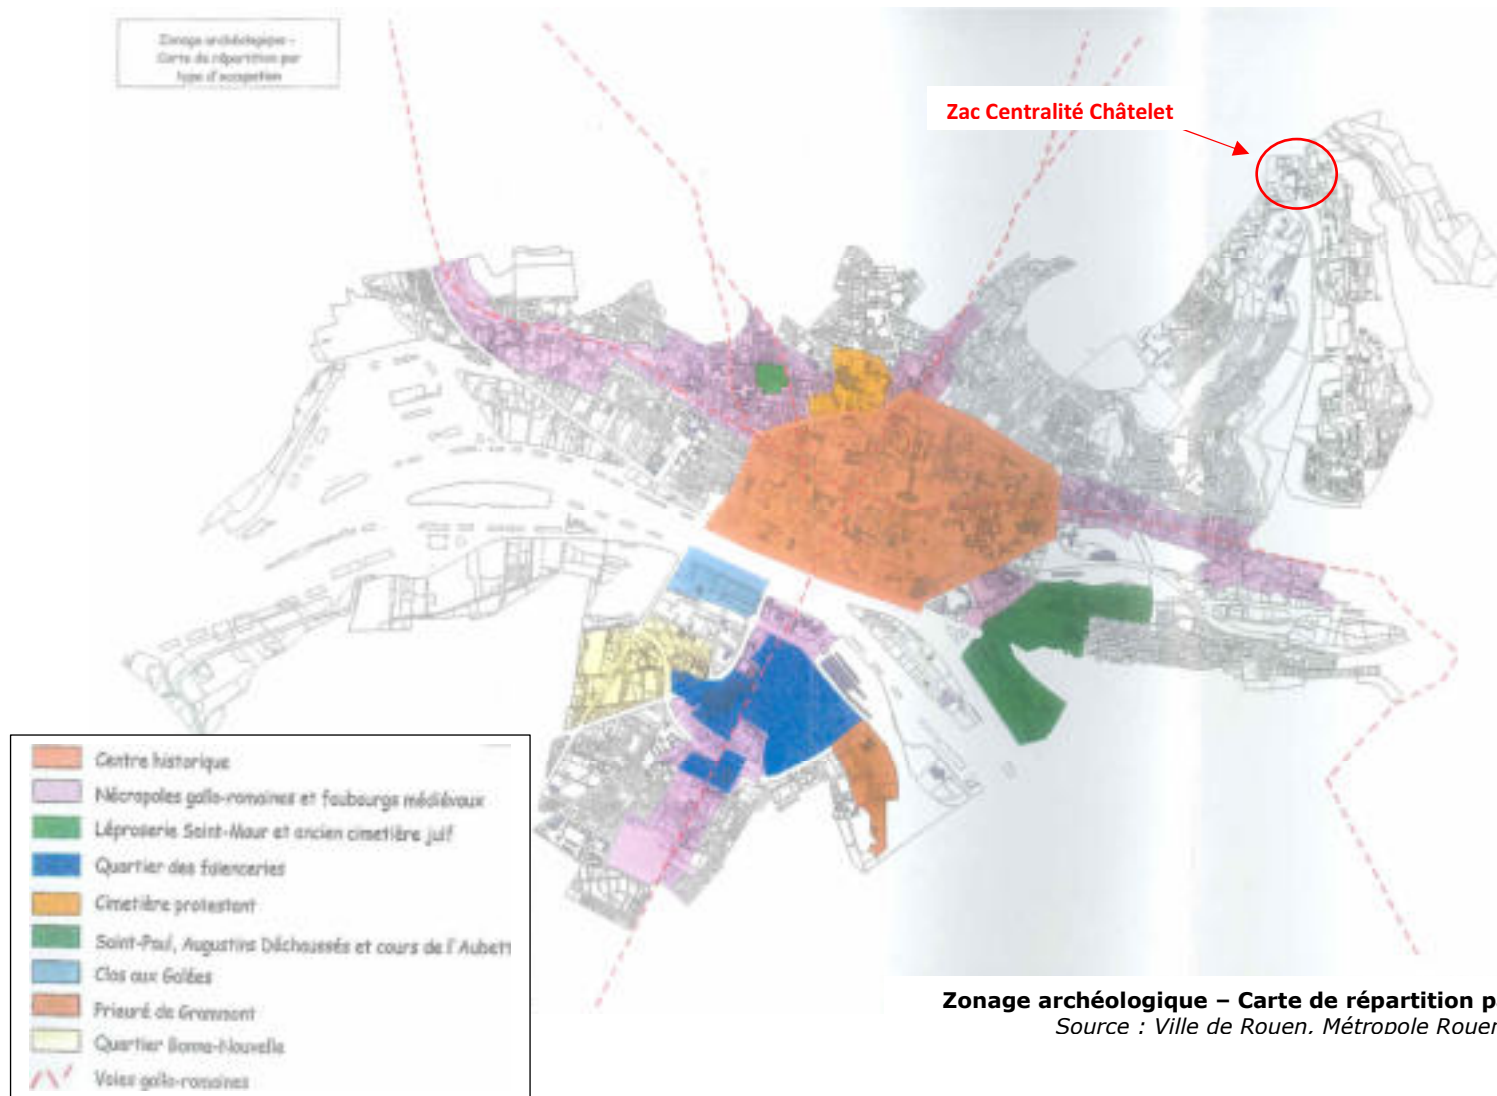 Zonage archéologique -
Carte de répartition par
type d'occupation
Zac Centralité Châtelet
Centre historique
Nécropoles gallo-romaines et faubourgs médiévaux
Léproserie Saint-Maur et ancien cimetière juif
Quartier des faïenceries
Cimetière protestant
Saint-Paul, Augustins Déchaussés et cours de l'Aubett
Clos aux Galées
Prieuré de Grammont
Quartier Bonne-Nouvelle
Voies gallo-romaines
Zonage archéologique – Carte de répartition p
Source : Ville de Rouen, Métropole Rouen